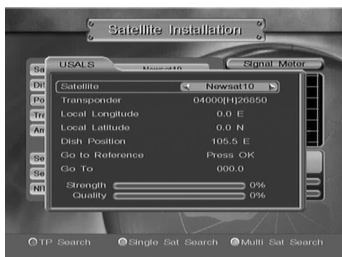 Satellite Installation
USALS
Signal Meter
Satellite Newsat10
Transponder 04000[H]26850
Local Longitude 0.0 E
Local Latitude 0.0 N
Dish Position 105.5 E
Go to Reference Press OK
Go To 000.0
Strength 0%
Quality 0%
TP Search Single Sat Search Multi Sat Search